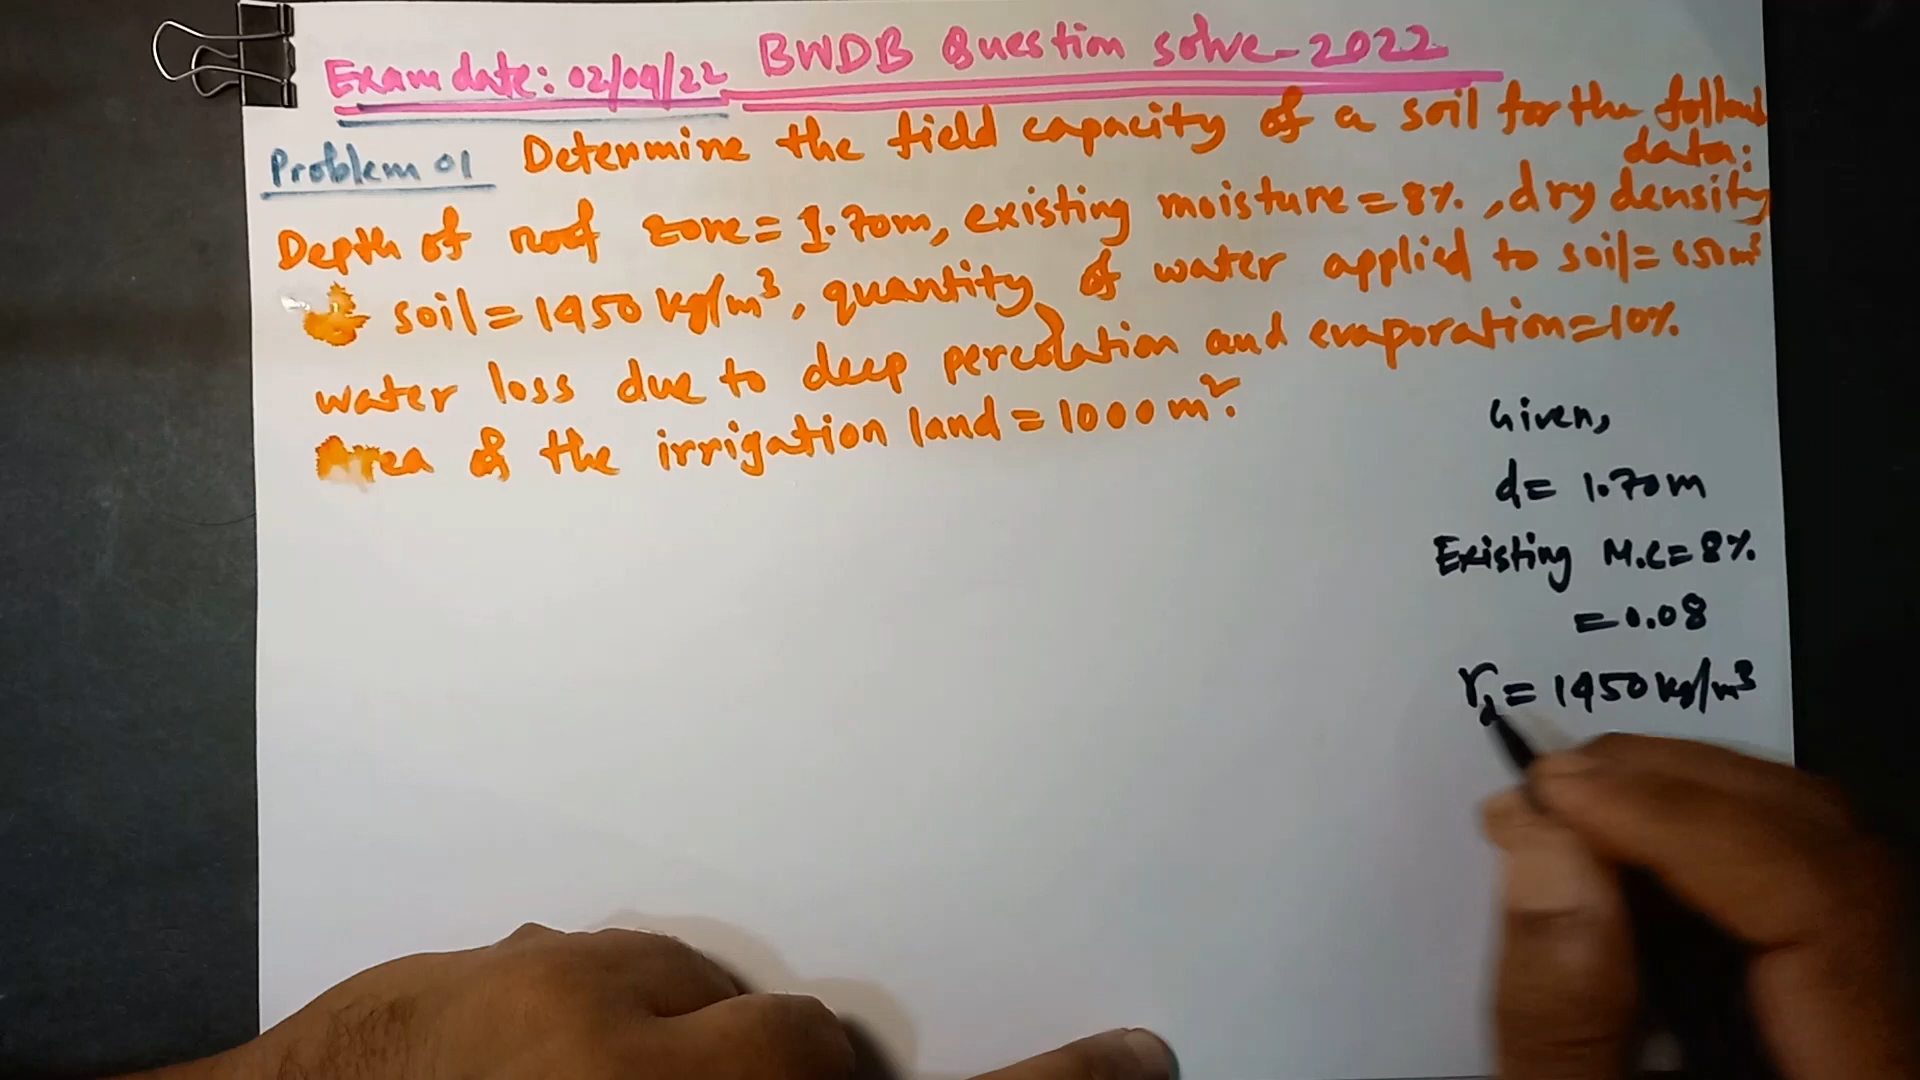 Exam date: 02/09/22 BWDB Question solve-2022
Problem 01 Determine the field capacity of a soil for the
data:
Depth of root zone = 1.70m, existing moisture = 8%, dry density
soil = 1450 kg/m³, quantity of water applied to soil = 650m³
water loss due to deep percolation and evaporation = 10%.
Area of the irrigation land = 1000 m².
Given,
d = 1.70m
Existing M.C = 8%
= 0.08
γd = 1450 kg/m³